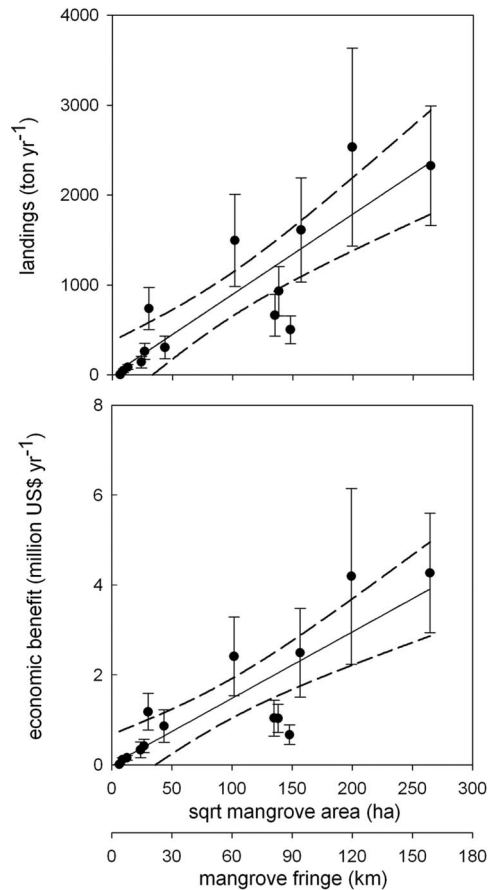 4000
3000
2000
1000
0
landings (ton yr-1)
8
6
4
2
0
economic benefit (million US$ yr-1)
0 50 100 150 200 250 300
sqrt mangrove area (ha)
0 30 60 90 120 150 180
mangrove fringe (km)